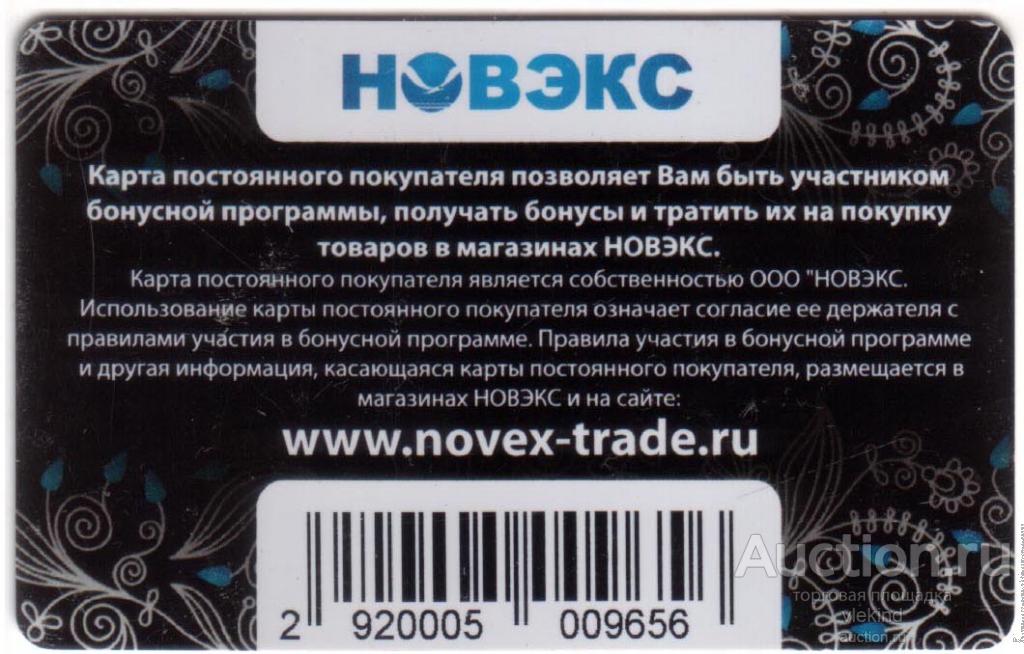 НОВЭКС
Карта постоянного покупателя позволяет Вам быть участником
бонусной программы, получать бонусы и тратить их на покупку
товаров в магазинах НОВЭКС.
Карта постоянного покупателя является собственностью ООО "НОВЭКС.
Использование карты постоянного покупателя означает согласие ее держателя с
правилами участия в бонусной программе. Правила участия в бонусной программе
и другая информация, касающаяся карты постоянного покупателя, размещается в
магазинах НОВЭКС и на сайте:
www.novex-trade.ru
2 920005 009656
Auction.ru
торговая площадка
vlekind
auction.ru